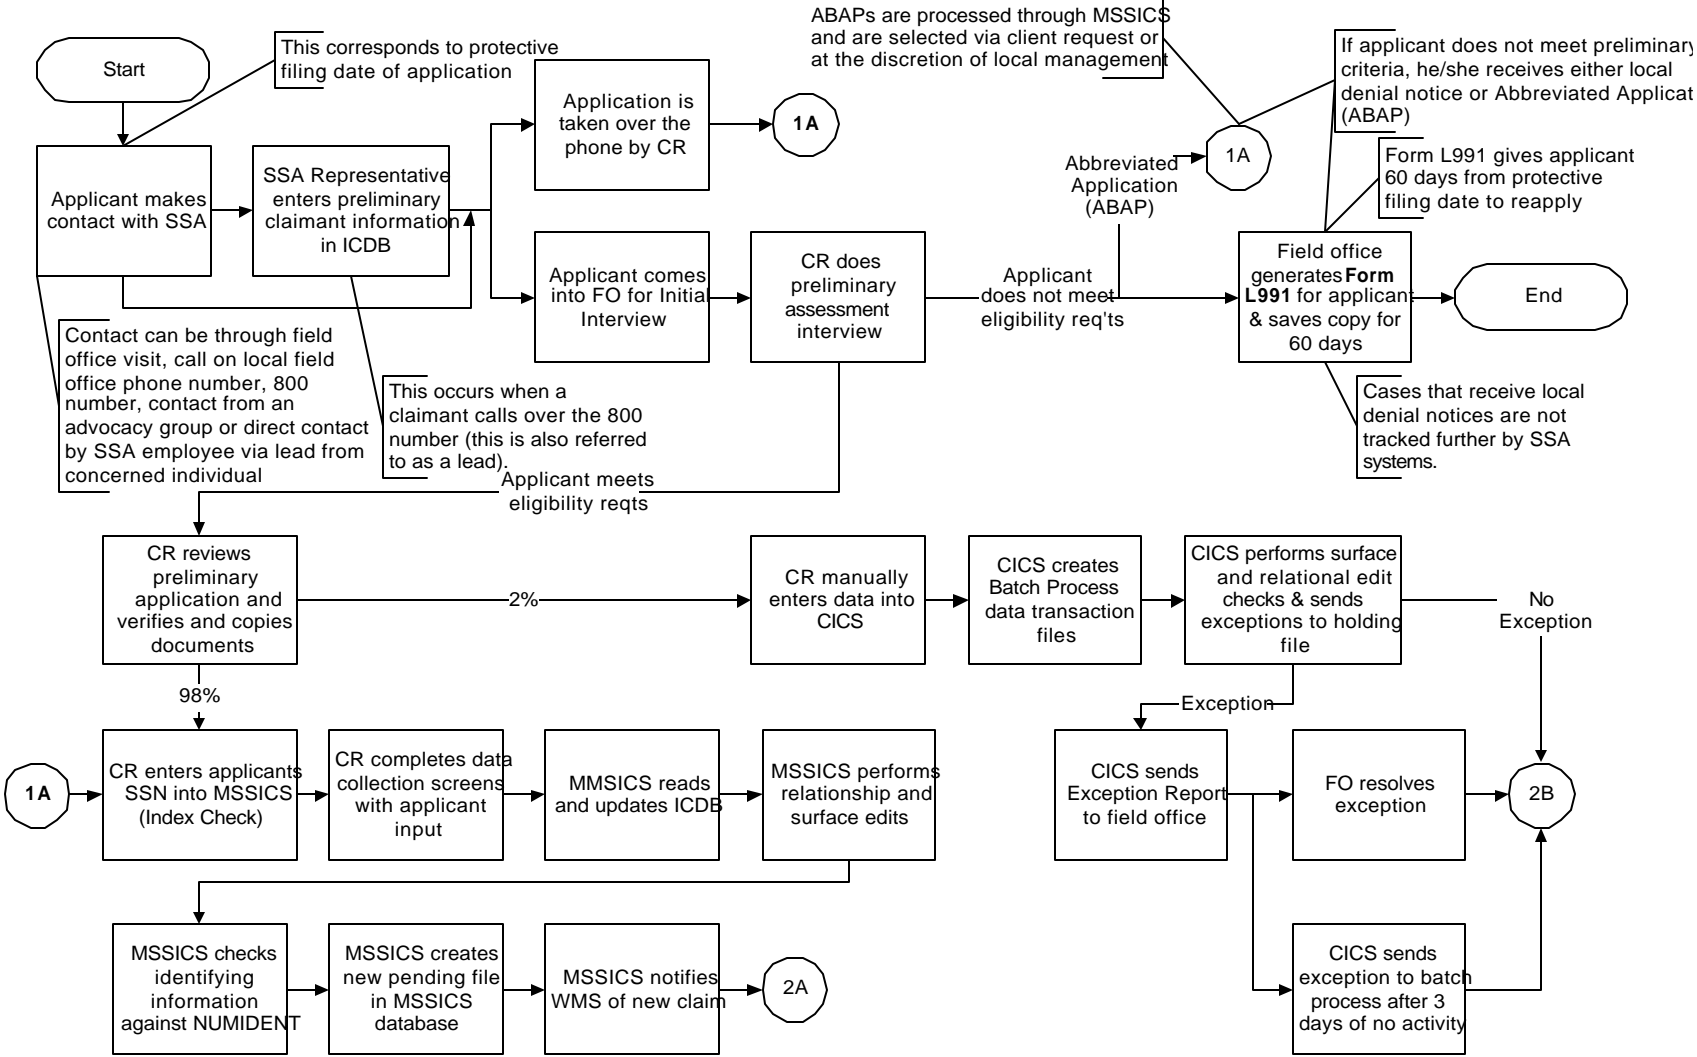 Start
This corresponds to protective
filing date of application
Application is
taken over the
phone by CR
1A
ABAPs are processed through MSSICS
and are selected via client request or
at the discretion of local management
If applicant does not meet preliminary
criteria, he/she receives either local
denial notice or Abbreviated Applicat
(ABAP)
Abbreviated
Application
(ABAP)
1A
Form L991 gives applicant
60 days from protective
filing date to reapply
Applicant makes
contact with SSA
SSA Representative
enters preliminary
claimant information
in ICDB
Applicant comes
into FO for Initial
Interview
CR does
preliminary
assessment
interview
Applicant
does not meet
eligibility req'ts
Field office
generates Form
L991 for applicant
& saves copy for
60 days
End
Contact can be through field
office visit, call on local field
office phone number, 800
number, contact from an
advocacy group or direct contact
by SSA employee via lead from
concerned individual
This occurs when a
claimant calls over the 800
number (this is also referred
to as a lead).
Cases that receive local
denial notices are not
tracked further by SSA
systems.
Applicant meets
eligibility reqts
CR reviews
preliminary
application and
verifies and copies
documents
2%
CR manually
enters data into
CICS
CICS creates
Batch Process
data transaction
files
CICS performs surface
and relational edit
checks & sends
exceptions to holding
file
No
Exception
98%
Exception
1A
CR enters applicants
SSN into MSSICS
(Index Check)
CR completes data
collection screens
with applicant
input
MMSICS reads
and updates ICDB
MSSICS performs
relationship and
surface edits
CICS sends
Exception Report
to field office
FO resolves
exception
2B
MSSICS checks
identifying
information
against NUMIDENT
MSSICS creates
new pending file
in MSSICS
database
MSSICS notifies
WMS of new claim
2A
CICS sends
exception to batch
process after 3
days of no activity